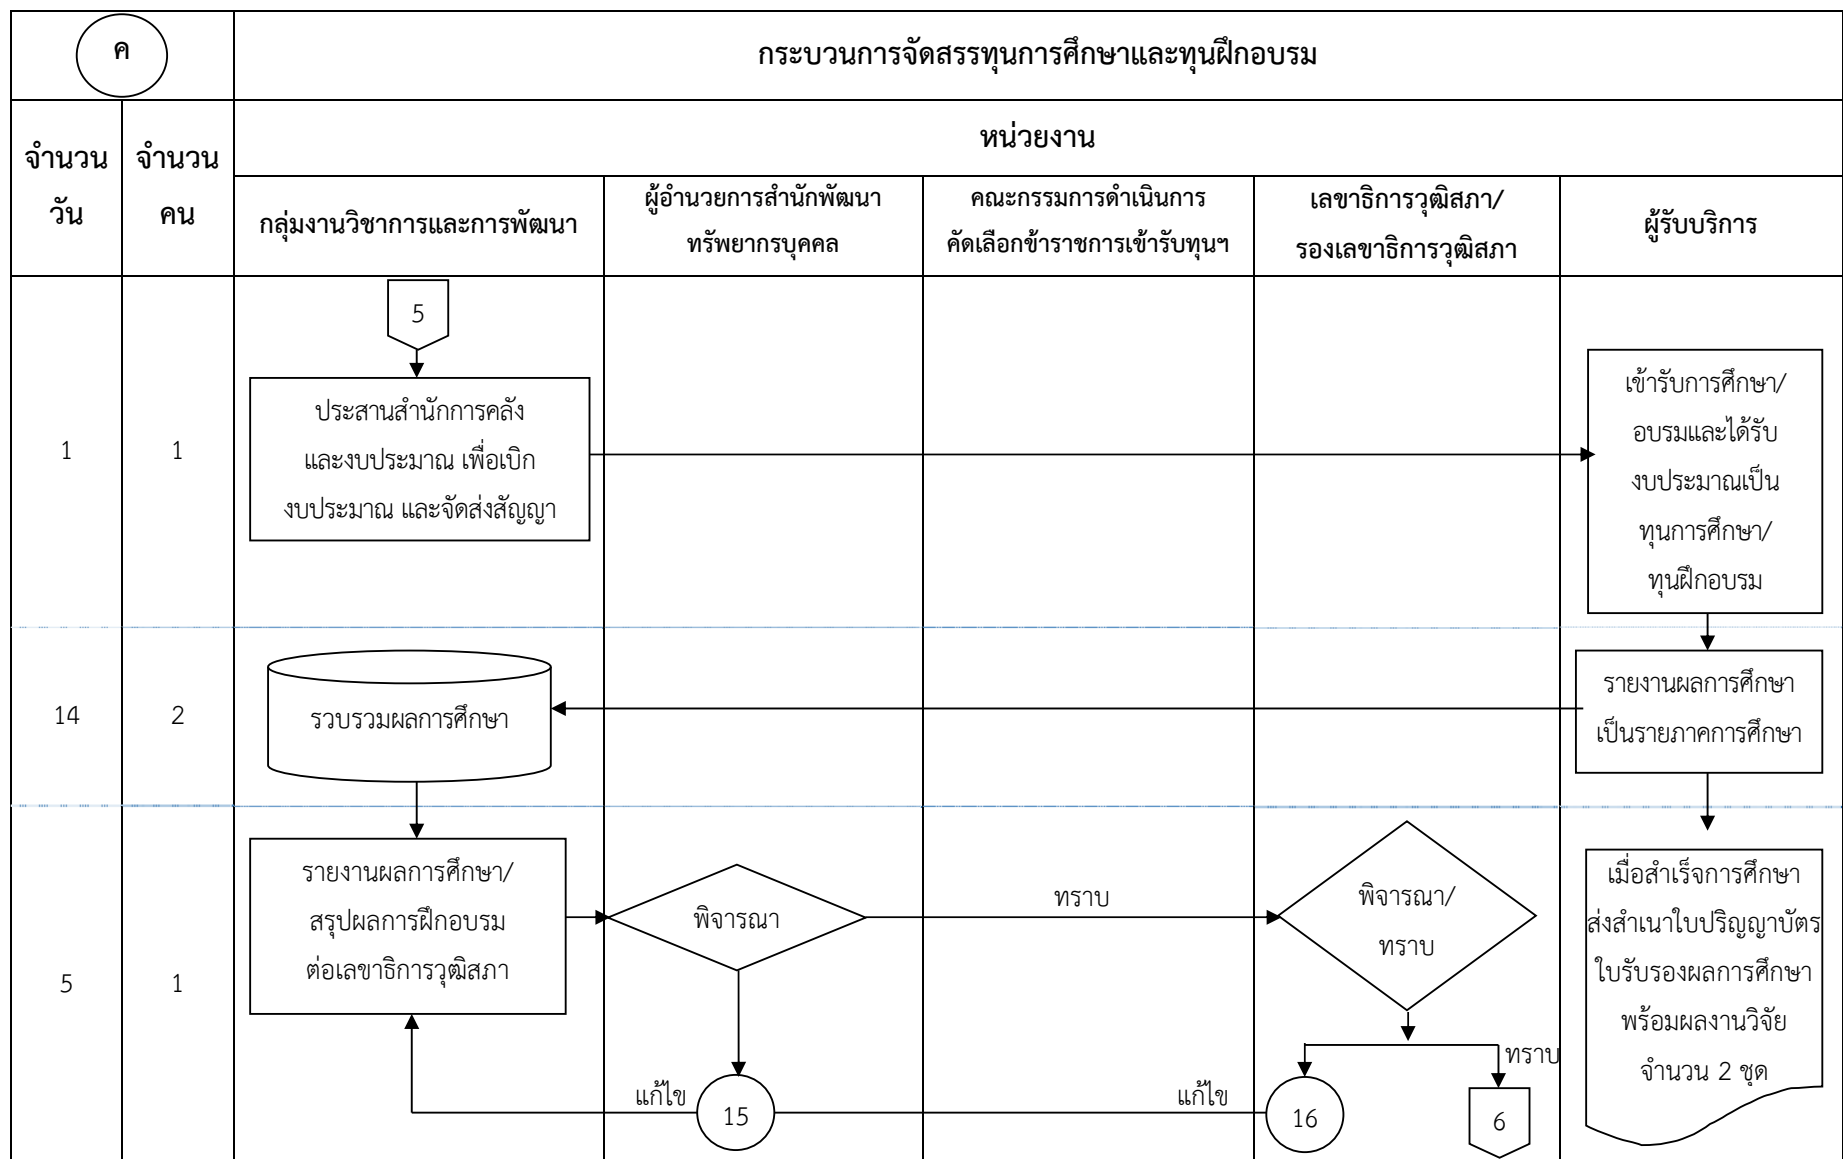 ค
กระบวนการจัดสรรทุนการศึกษาและทุนฝึกอบรม
จำนวน
วัน
จำนวน
คน
หน่วยงาน
กลุ่มงานวิชาการและการพัฒนา
ผู้อำนวยการสำนักพัฒนา
ทรัพยากรบุคคล
คณะกรรมการดำเนินการ
คัดเลือกข้าราชการเข้ารับทุนฯ
เลขาธิการวุฒิสภา/
รองเลขาธิการวุฒิสภา
ผู้รับบริการ
5
1
1
ประสานสำนักการคลัง
และงบประมาณ เพื่อเบิก
งบประมาณ และจัดส่งสัญญา
เข้ารับการศึกษา/
อบรมและได้รับ
งบประมาณเป็น
ทุนการศึกษา/
ทุนฝึกอบรม
14
2
รวบรวมผลการศึกษา
รายงานผลการศึกษา
เป็นรายภาคการศึกษา
5
1
รายงานผลการศึกษา/
สรุปผลการฝึกอบรม
ต่อเลขาธิการวุฒิสภา
พิจารณา
ทราบ
พิจารณา/
ทราบ
เมื่อสำเร็จการศึกษา
ส่งสำเนาใบปริญญาบัตร
ใบรับรองผลการศึกษา
พร้อมผลงานวิจัย
จำนวน 2 ชุด
แก้ไข
15
แก้ไข
16
ทราบ
6